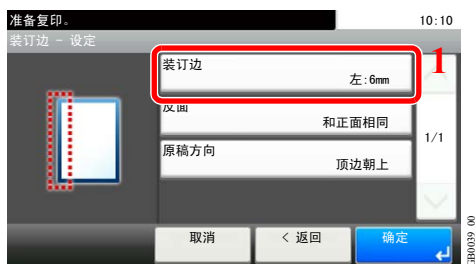 准备复印。 10:10
装订边 - 设定
装订边
左:6mm
1
反面
和正面相同
1/1
原稿方向
顶边朝上
取消 < 返回 确定
GB0069_00